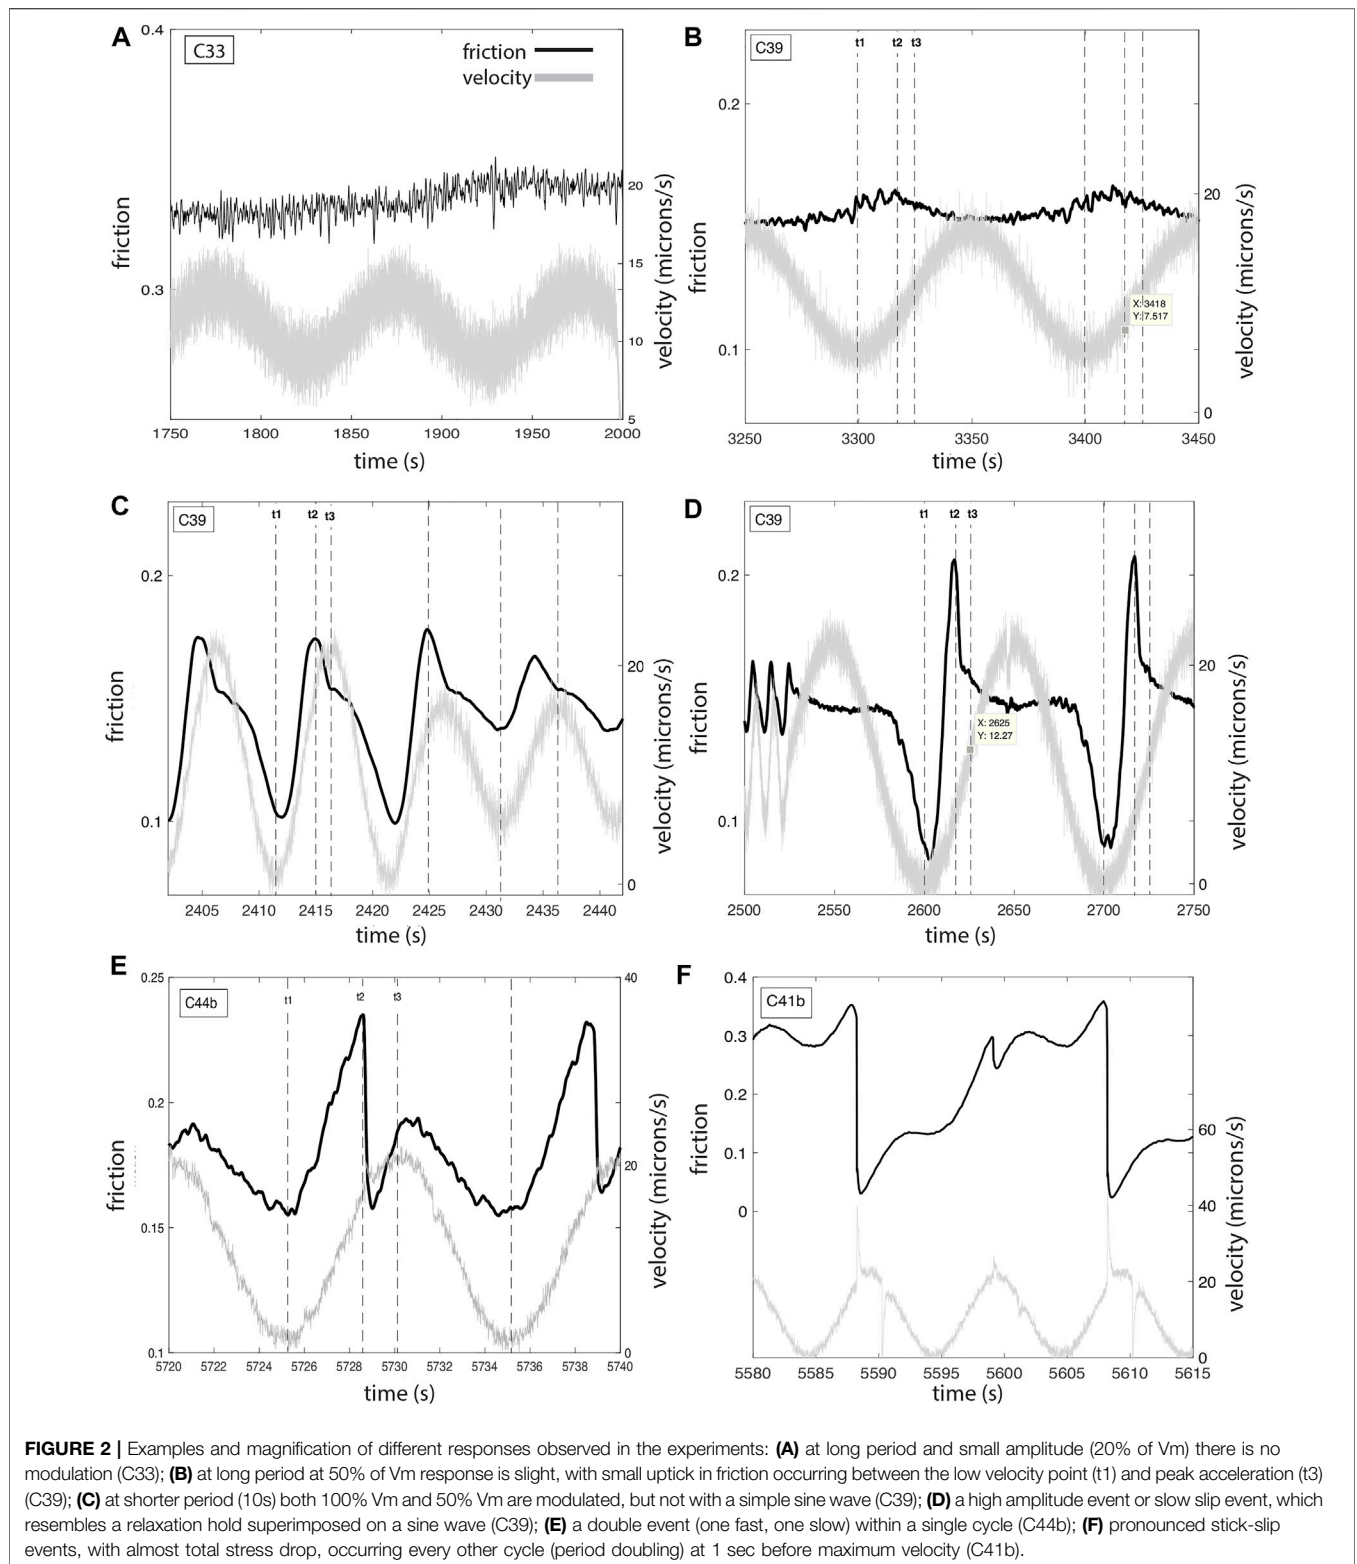 A
C33
friction
velocity
0.4
0.3
friction
20
15
10
5
velocity (microns/s)
1750 1800 1850 1900 1950 2000
time (s)
B
C39
t1 t2 t3
0.2
0.1
friction
X: 3418
Y: 7.517
20
0
velocity (microns/s)
3250 3300 3350 3400 3450
time (s)
C
C39
t1 t2 t3
0.2
0.1
friction
20
0
velocity (microns/s)
2405 2410 2415 2420 2425 2430 2435 2440
time (s)
D
C39
t1 t2 t3
0.2
0.1
friction
X: 2625
Y: 12.27
20
0
velocity (microns/s)
2500 2550 2600 2650 2700 2750
time (s)
E
C44b
t1 t2 t3
0.25
0.2
0.15
0.1
friction
40
20
0
velocity (microns/s)
5720 5722 5724 5726 5728 5730 5732 5734 5736 5738 5740
time (s)
F
C41b
0.4
0.3
0.2
0.1
0
friction
60
40
20
0
velocity (microns/s)
5580 5585 5590 5595 5600 5605 5610 5615
time (s)
FIGURE 2 | Examples and magnification of different responses observed in the experiments: (A) at long period and small amplitude (20% of Vm) there is no
modulation (C33); (B) at long period at 50% of Vm response is slight, with small uptick in friction occurring between the low velocity point (t1) and peak acceleration (t3)
(C39); (C) at shorter period (10s) both 100% Vm and 50% Vm are modulated, but not with a simple sine wave (C39); (D) a high amplitude event or slow slip event, which
resembles a relaxation hold superimposed on a sine wave (C39); (E) a double event (one fast, one slow) within a single cycle (C44b); (F) pronounced stick-slip
events, with almost total stress drop, occurring every other cycle (period doubling) at 1 sec before maximum velocity (C41b).